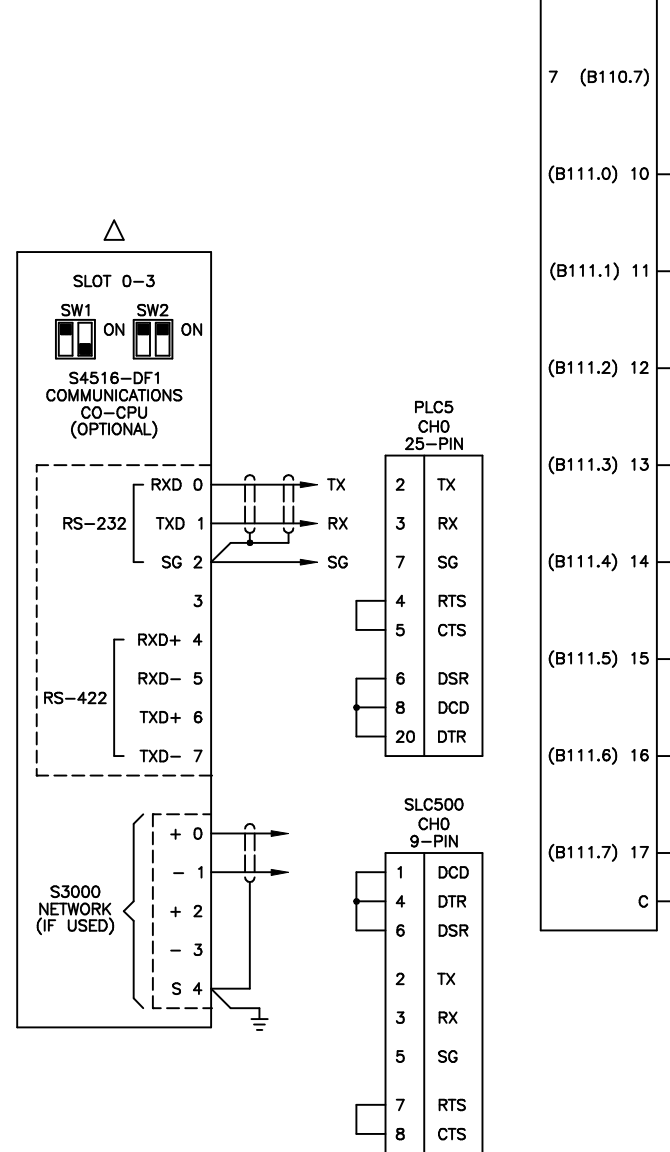 7 (B110.7)
(B111.0) 10
(B111.1) 11
(B111.2) 12
(B111.3) 13
(B111.4) 14
(B111.5) 15
(B111.6) 16
(B111.7) 17
C
SLOT 0-3
SW1 ON SW2 ON
S4516-DF1
COMMUNICATIONS
CO-CPU
(OPTIONAL)
RS-232
RXD 0 TX
TXD 1 RX
SG 2 SG
3
RS-422
RXD+ 4
RXD- 5
TXD+ 6
TXD- 7
S3000
NETWORK
(IF USED)
+ 0
- 1
+ 2
- 3
S 4
PLC5
CH0
25-PIN
2 TX
3 RX
7 SG
4 RTS
5 CTS
6 DSR
8 DCD
20 DTR
SLC500
CH0
9-PIN
1 DCD
4 DTR
6 DSR
2 TX
3 RX
5 SG
7 RTS
8 CTS